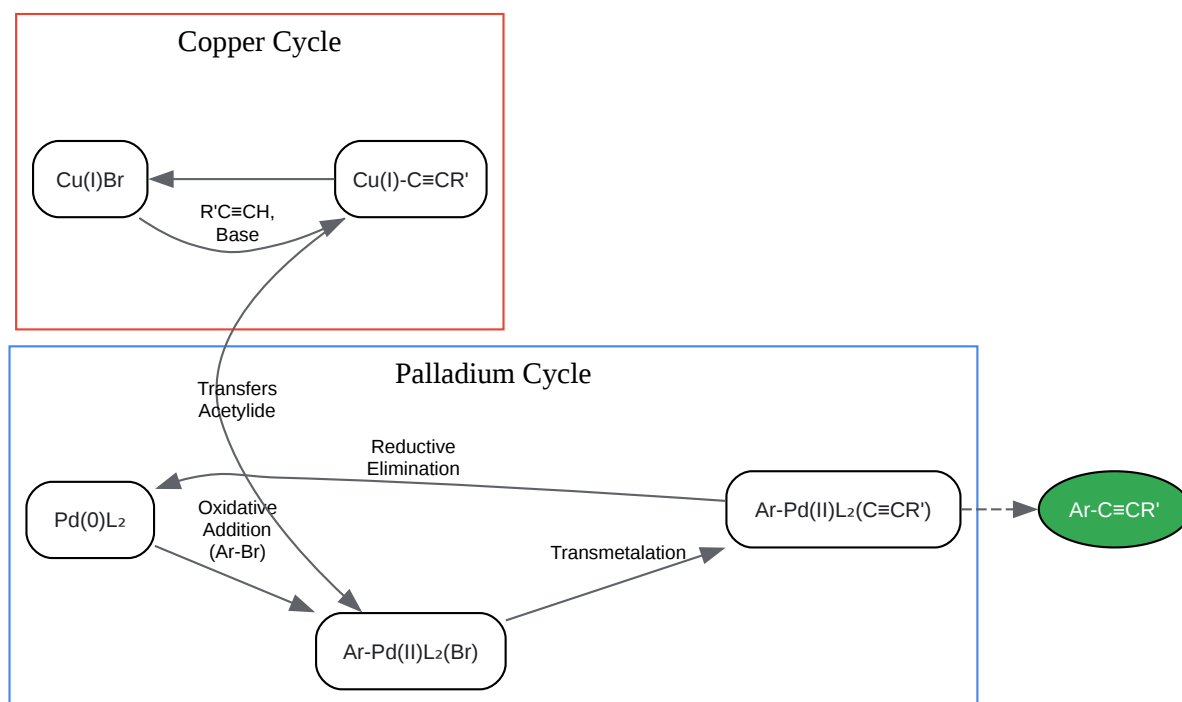 Copper Cycle
Cu(I)Br
Cu(I)-C≡CR'
R'C≡CH,
Base
Transfers
Acetylide
Palladium Cycle
Reductive
Elimination
Pd(0)L₂
Oxidative
Addition
(Ar-Br)
Ar-Pd(II)L₂(C≡CR')
Ar-C≡CR'
Transmetalation
Ar-Pd(II)L₂(Br)